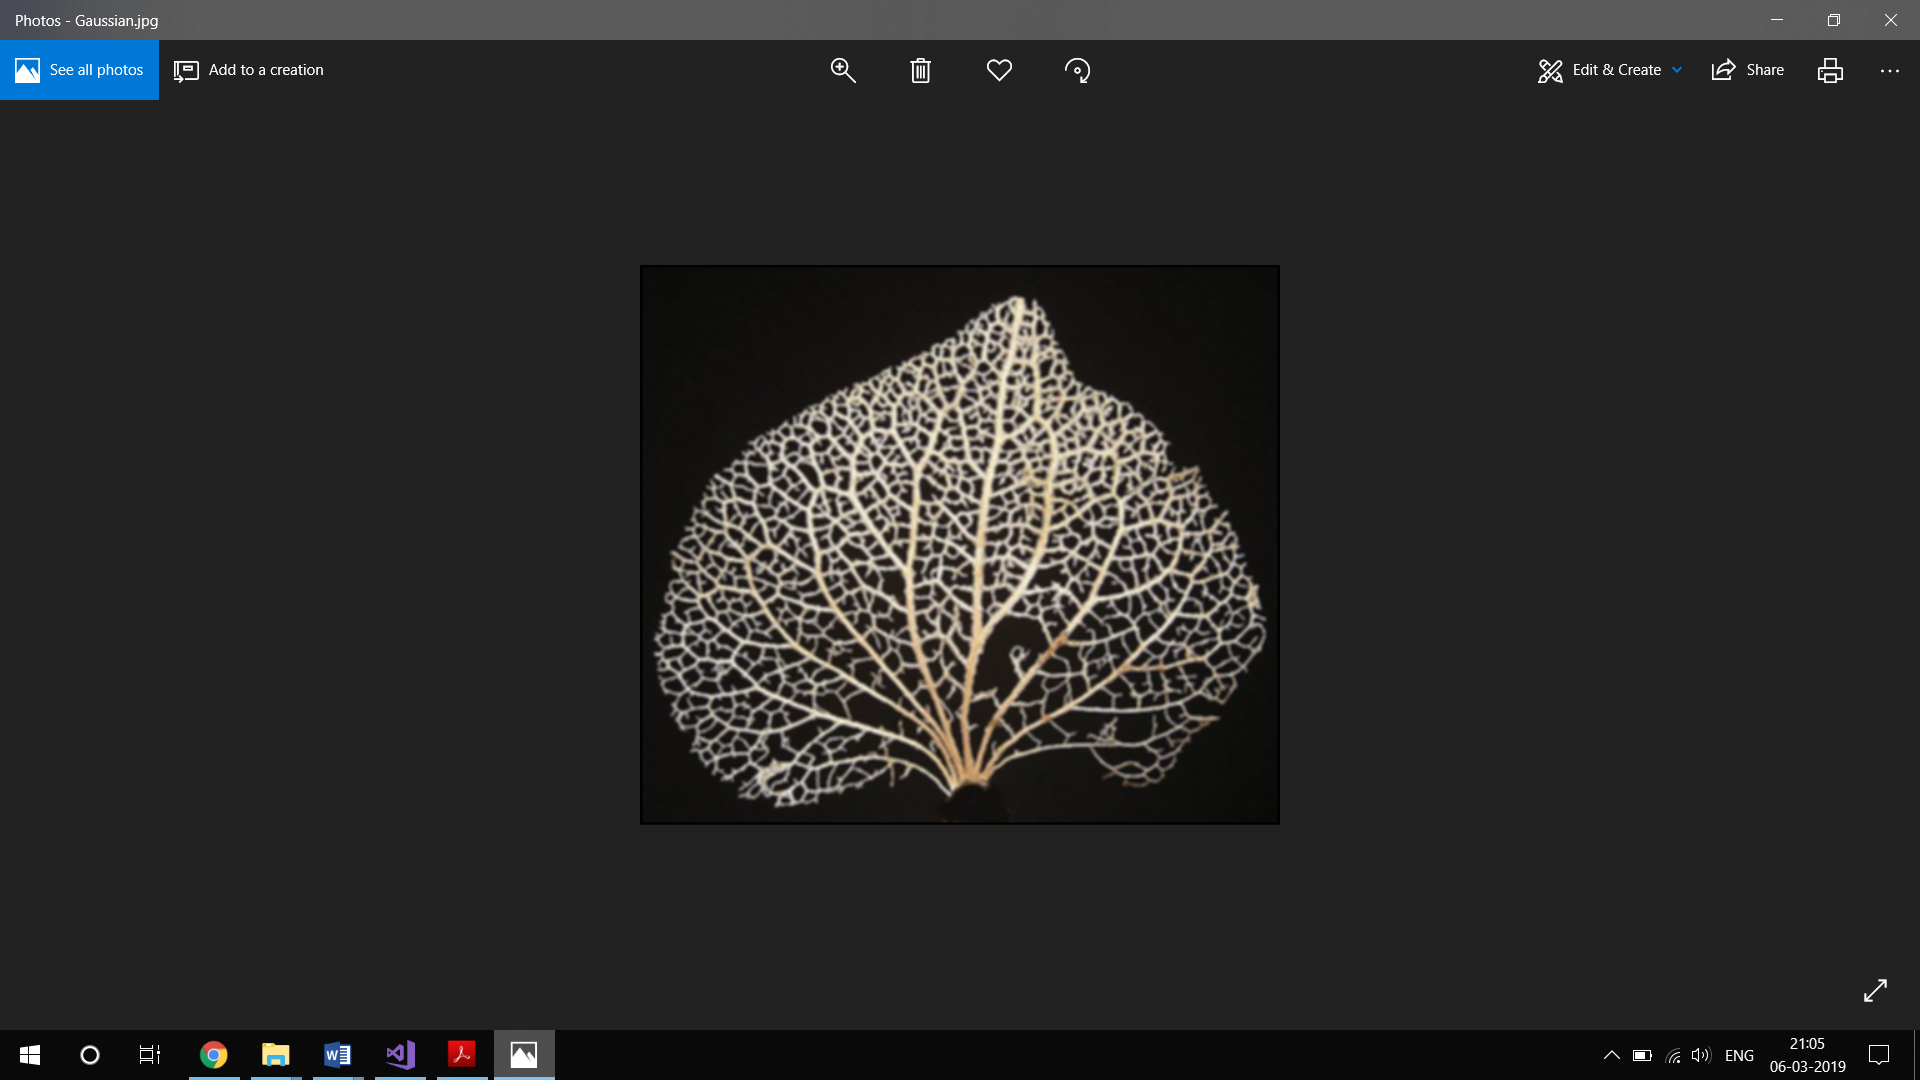 Photos - Gaussian.jpg
See all photos
Add to a creation
Edit & Create
Share
ENG
21:05
06-03-2019